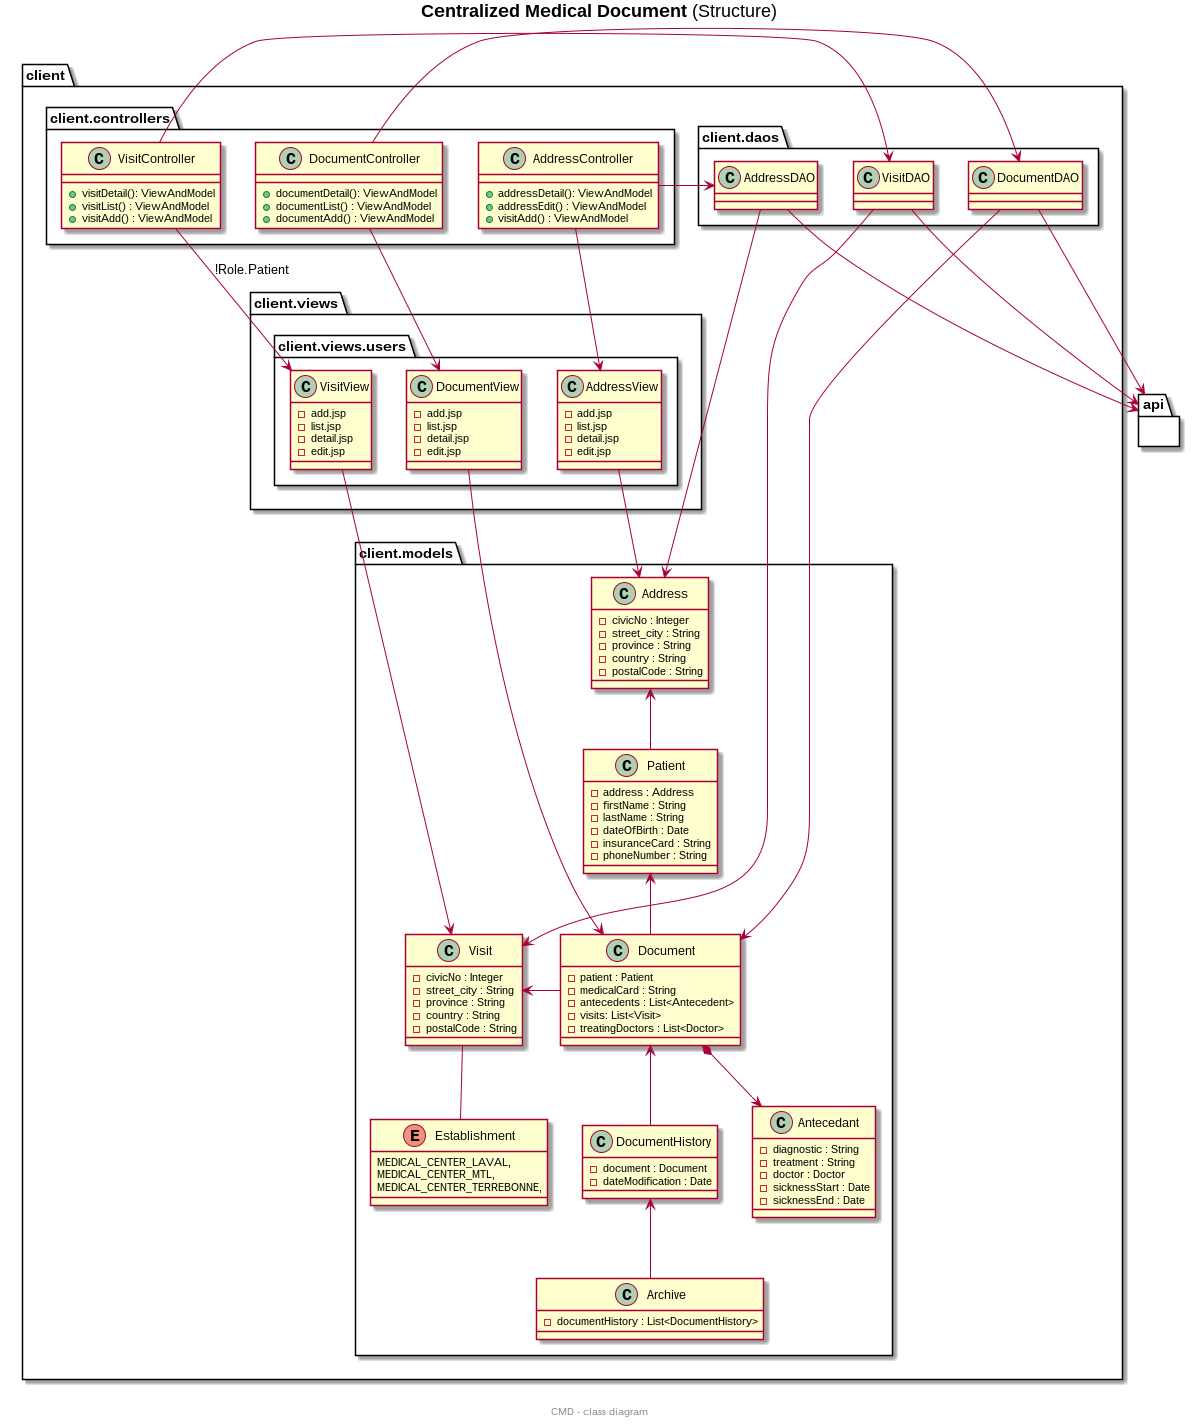 Centralized Medical Document (Structure)
client
client.controllers
C VisitController
visitDetail(): ViewAndModel
visitList() : ViewAndModel
visitAdd() : ViewAndModel
C DocumentController
documentDetail(): ViewAndModel
documentList() : ViewAndModel
documentAdd() : ViewAndModel
C AddressController
addressDetail(): ViewAndModel
addressEdit() : ViewAndModel
visitAdd() : ViewAndModel
client.daos
C AddressDAO
C VisitDAO
C DocumentDAO
!Role.Patient
client.views
client.views.users
C VisitView
add.jsp
list.jsp
detail.jsp
edit.jsp
C DocumentView
add.jsp
list.jsp
detail.jsp
edit.jsp
C AddressView
add.jsp
list.jsp
detail.jsp
edit.jsp
api
client.models
C Address
civicNo : Integer
street_city : String
province : String
country : String
postalCode : String
C Patient
address : Address
firstName : String
lastName : String
dateOfBirth : Date
insuranceCard : String
phoneNumber : String
C Visit
civicNo : Integer
street_city : String
province : String
country : String
postalCode : String
C Document
patient : Patient
medicalCard : String
antecedents : List<Antecedent>
visits: List<Visit>
treatingDoctors : List<Doctor>
E Establishment
MEDICAL_CENTER_LAVAL,
MEDICAL_CENTER_MTL,
MEDICAL_CENTER_TERREBONNE,
C DocumentHistory
document : Document
dateModification : Date
C Antecedant
diagnostic : String
treatment : String
doctor : Doctor
sicknessStart : Date
sicknessEnd : Date
C Archive
documentHistory : List<DocumentHistory>
CMD - class diagram